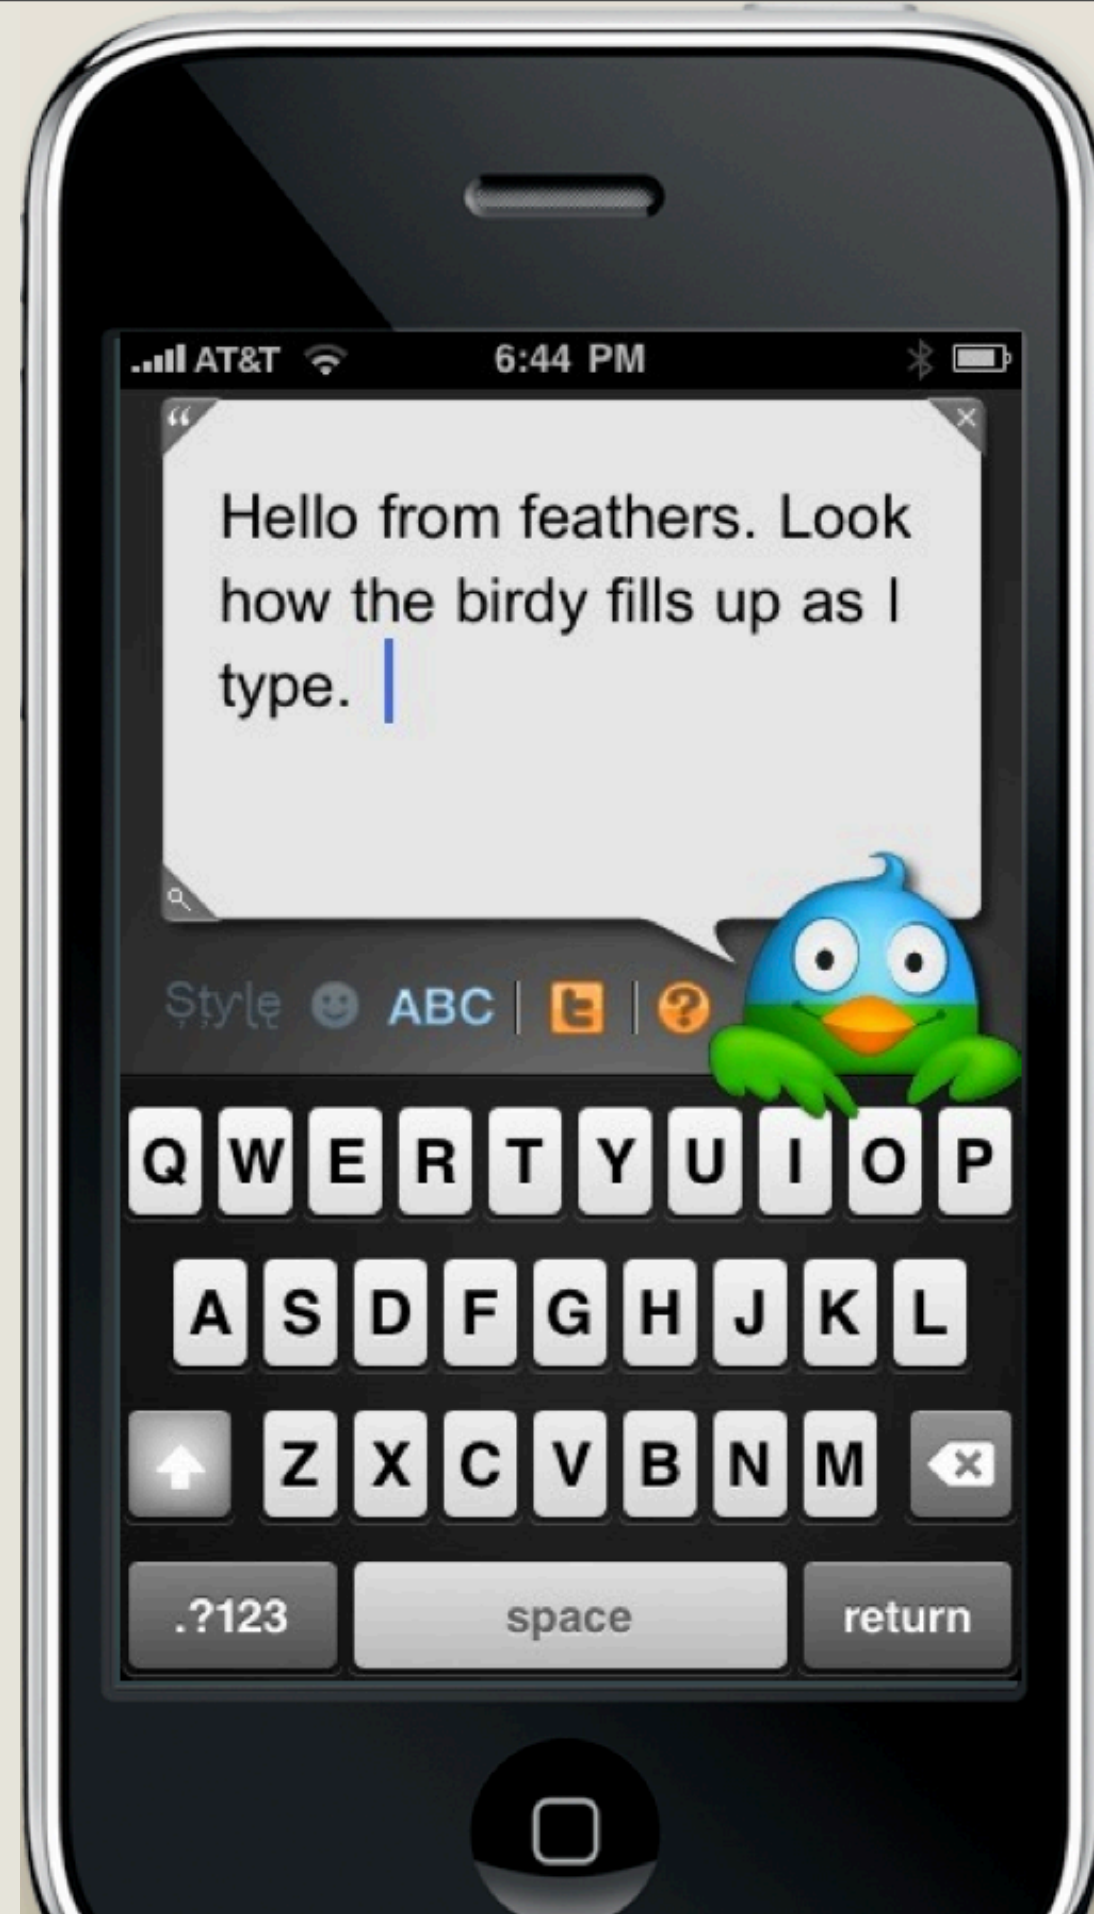 AT&T 6:44 PM
“
Hello from feathers. Look
how the birdy fills up as I
type.
Style ABC t ?
Q W E R T Y U I O P
A S D F G H J K L
Z X C V B N M
.?123 space return